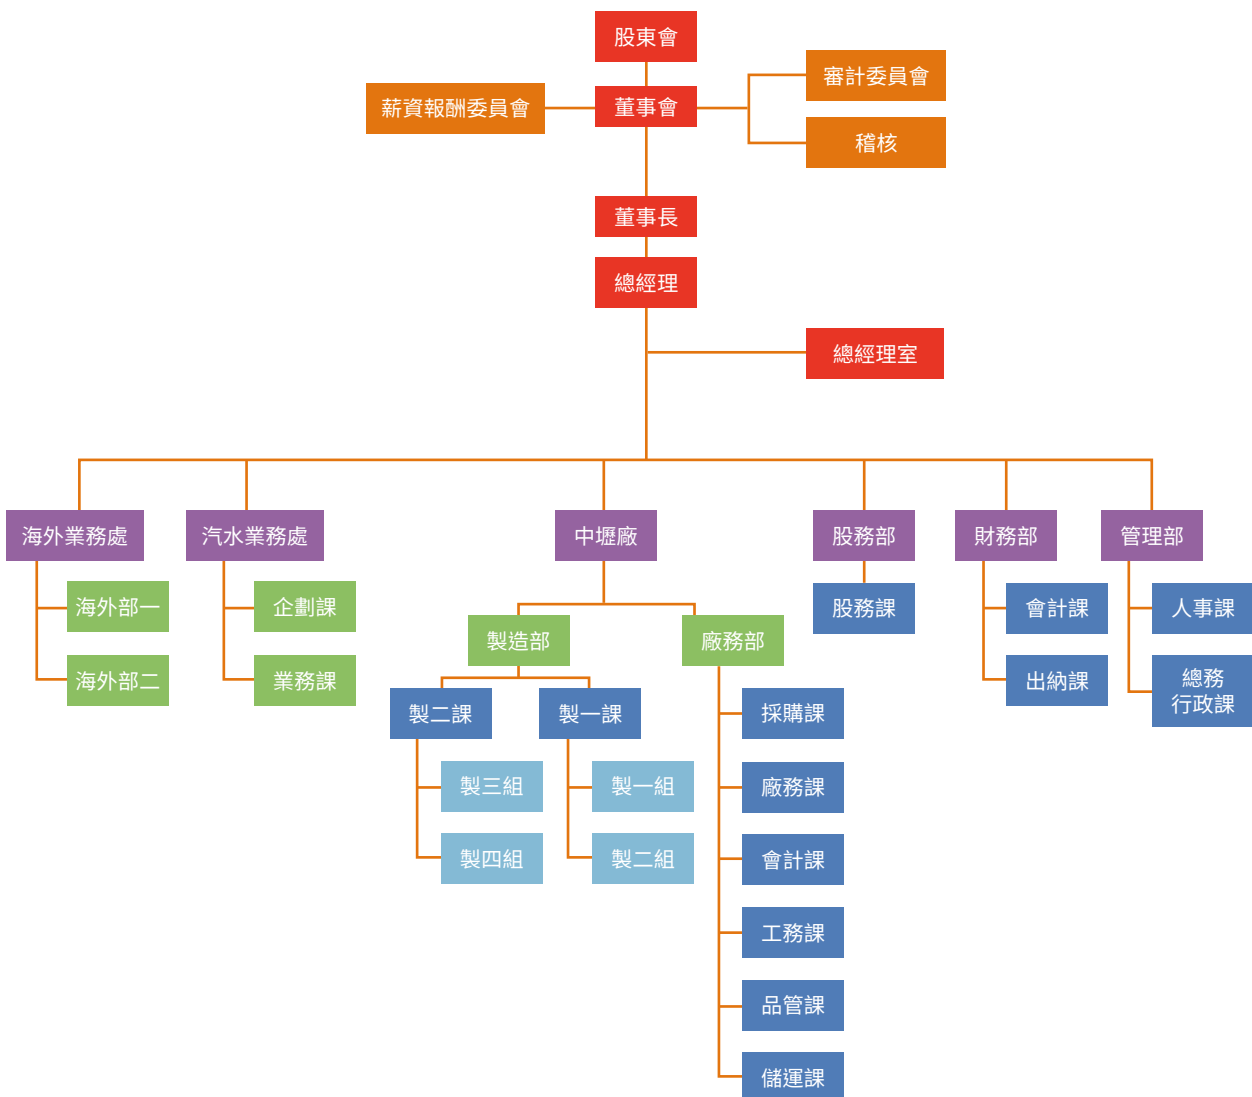 股東會
審計委員會
薪資報酬委員會
董事會
稽核
董事長
總經理
總經理室
海外業務處
汽水業務處
中壢廠
股務部
財務部
管理部
海外部一
企劃課
股務課
會計課
人事課
製造部
廠務部
海外部二
業務課
出納課
總務
行政課
製二課
製一課
採購課
製三組
製一組
廠務課
製四組
製二組
會計課
工務課
品管課
儲運課